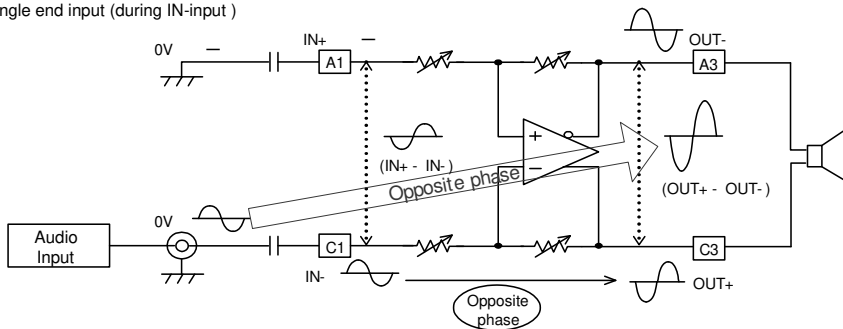 ngle end input (during IN-input )
0V
IN+
A1
OUT-
A3
+
−
(IN+ - IN- )
Opposite phase
(OUT+ - OUT- )
0V
Audio
Input
C1
IN-
C3
OUT+
Opposite
phase